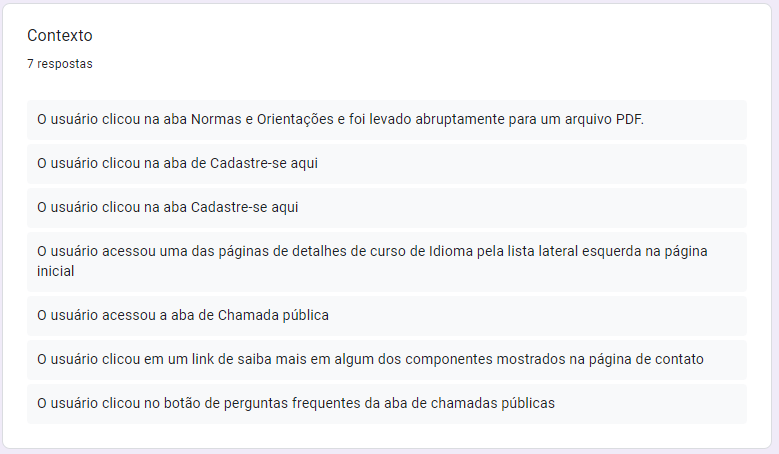 Contexto
7 respostas
O usuário clicou na aba Normas e Orientações e foi levado abruptamente para um arquivo PDF.
O usuário clicou na aba de Cadastre-se aqui
O usuário clicou na aba Cadastre-se aqui
O usuário acessou uma das páginas de detalhes de curso de Idioma pela lista lateral esquerda na página
inicial
O usuário acessou a aba de Chamada pública
O usuário clicou em um link de saiba mais em algum dos componentes mostrados na página de contato
O usuário clicou no botão de perguntas frequentes da aba de chamadas públicas